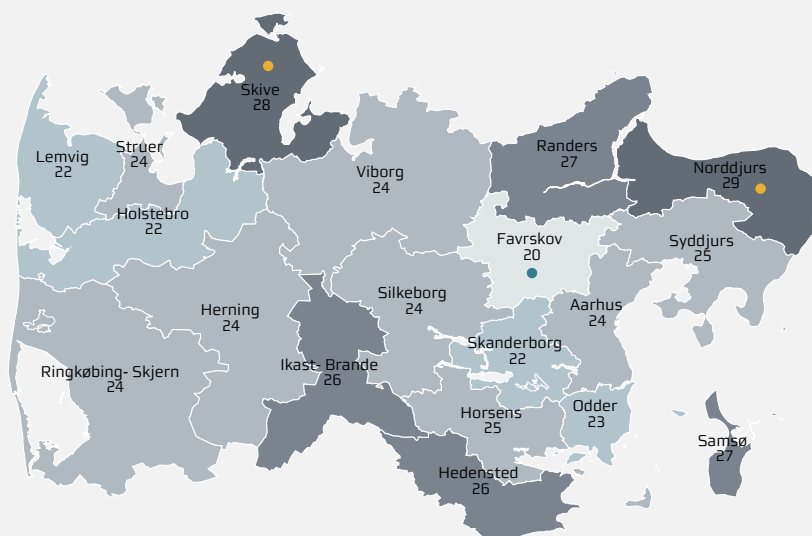 Skive
28
Struer
24
Lemvig
22
Randers
27
Viborg
24
Norddjurs
29
Holstebro
22
Favrskov
20
Syddjurs
25
Silkeborg
24
Herning
24
Aarhus
24
Skanderborg
22
Ikast- Brande
26
Ringkøbing- Skjern
24
Odder
23
Horsens
25
Samsø
27
Hedensted
26